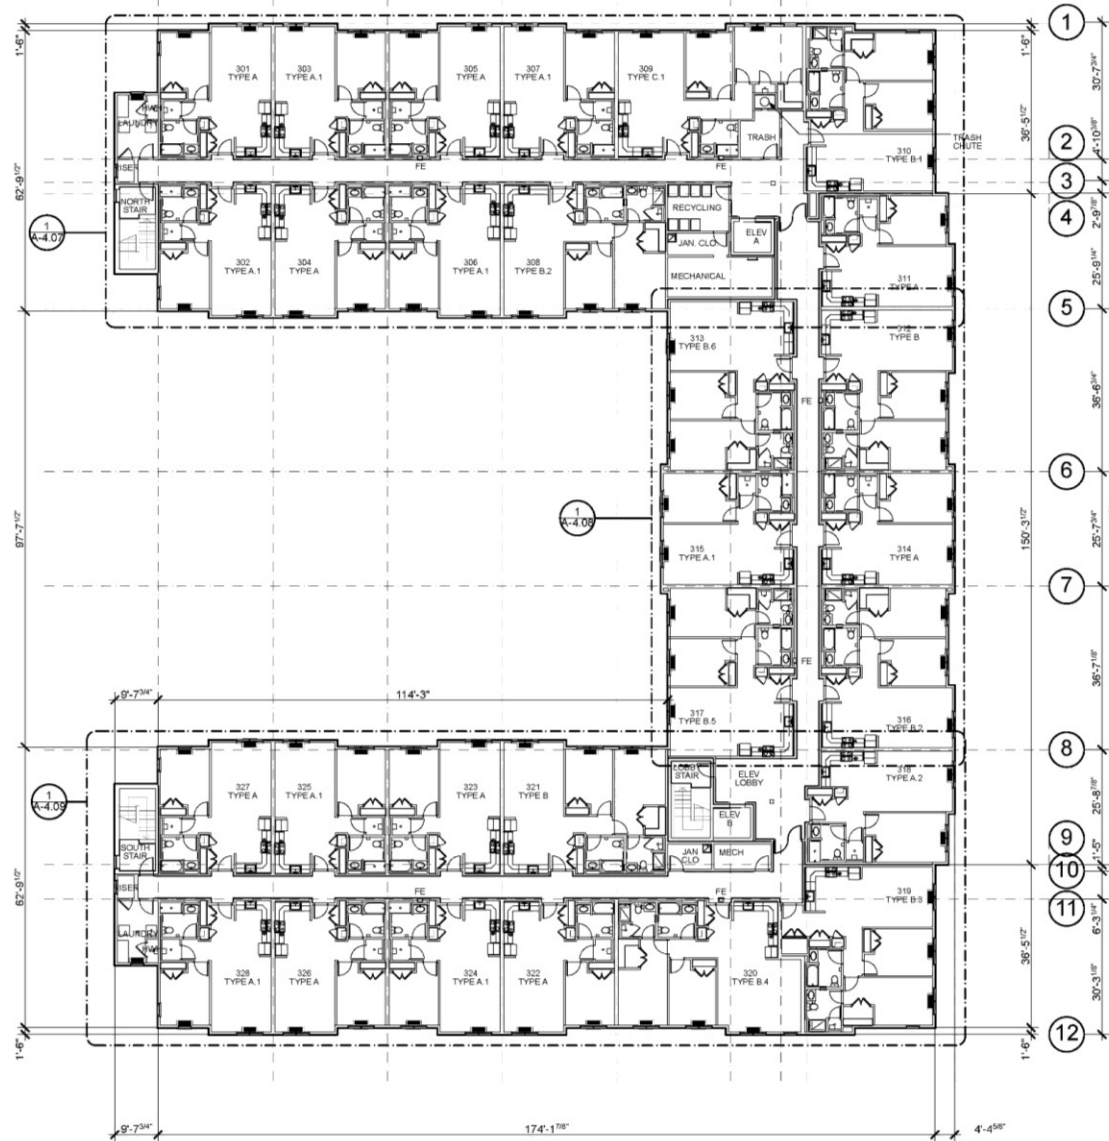 1
1'-6"
1'-6"
30'-7 3/4"
301
TYPE A
303
TYPE A.1
305
TYPE A
307
TYPE A.1
309
TYPE C.1
HWH
LAUNDRY
36'-5 1/2"
2
4'-10 3/8"
TRASH
TRASH
CHUTE
310
TYPE B.1
RISER
FE
FE
3
62'-9 1/2"
NORTH
STAIR
RECYCLING
4
2'-9 7/8"
1
A-4.07
ELEV
A
JAN. CLO.
25'-9 1/4"
302
TYPE A.1
304
TYPE A
306
TYPE A.1
308
TYPE B.2
MECHANICAL
311
TYPE A
5
313
TYPE B.6
312
TYPE B
36'-6 3/4"
FE
6
97'-7 1/2"
1
A-4.08
150'-3 1/2"
25'-7 3/4"
315
TYPE A.1
314
TYPE A
7
FE
36'-7 1/8"
9'-7 3/4"
114'-3"
317
TYPE B.5
316
TYPE B.2
8
LOBBY
STAIR
ELEV
LOBBY
318
TYPE A.2
327
TYPE A
325
TYPE A.1
323
TYPE A
321
TYPE B
25'-8 7/8"
1
A-4.09
ELEV
B
9
SOUTH
STAIR
JAN
CLO
MECH
1'-5"
10
RISER
FE
FE
319
TYPE B.3
62'-9 1/2"
11
6'-3 1/4"
LAUNDRY
HWH
36'-5 1/2"
328
TYPE A.1
326
TYPE A
324
TYPE A.1
322
TYPE A
320
TYPE B.4
30'-3 1/8"
12
1'-6"
1'-6"
9'-7 3/4"
174'-1 7/8"
4'-4 5/8"